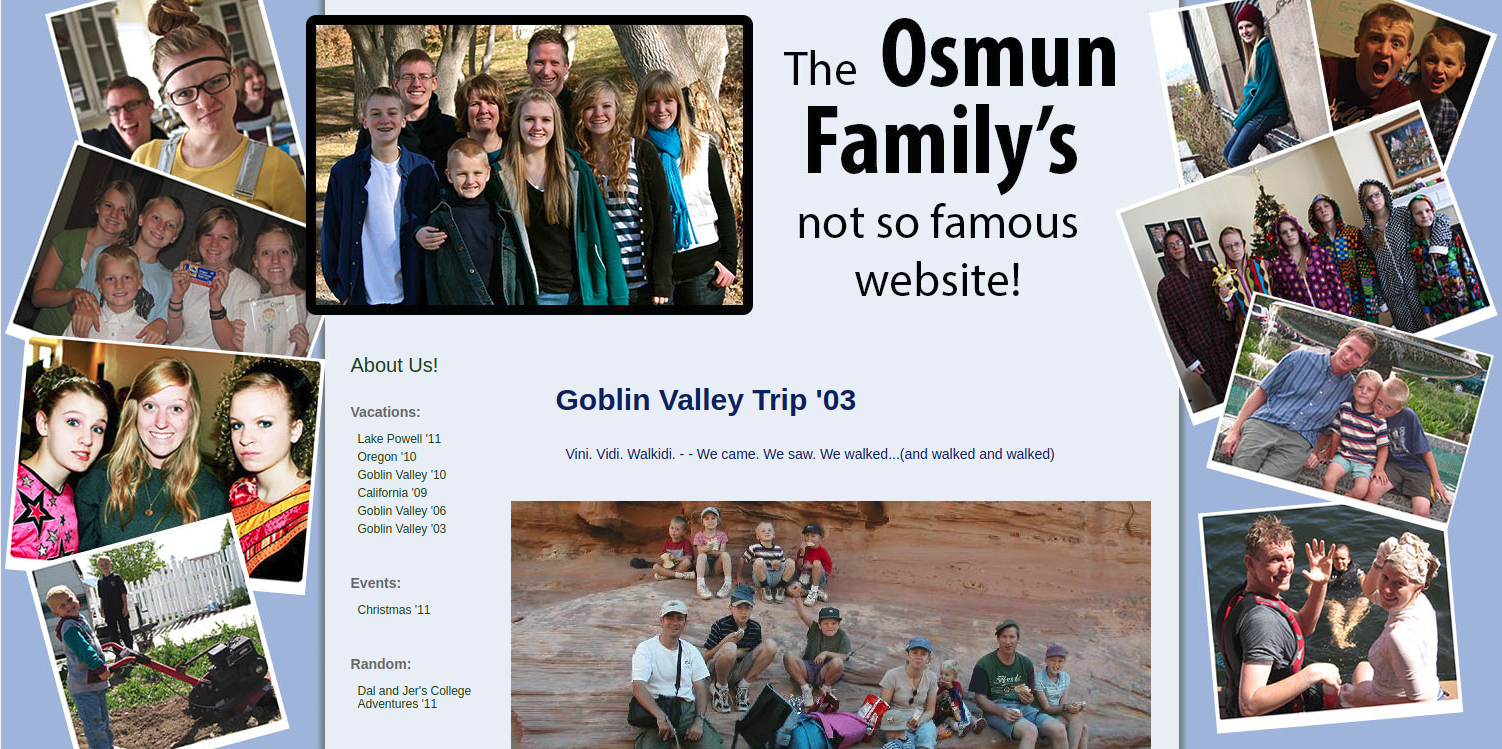 The Osmun
Family's
not so famous
website!
About Us!
Vacations:
Lake Powell '11
Oregon '10
Goblin Valley '10
California '09
Goblin Valley '06
Goblin Valley '03
Events:
Christmas '11
Random:
Dal and Jer's College
Adventures '11
Goblin Valley Trip '03
Vini. Vidi. Walkidi. - - We came. We saw. We walked...(and walked and walked)